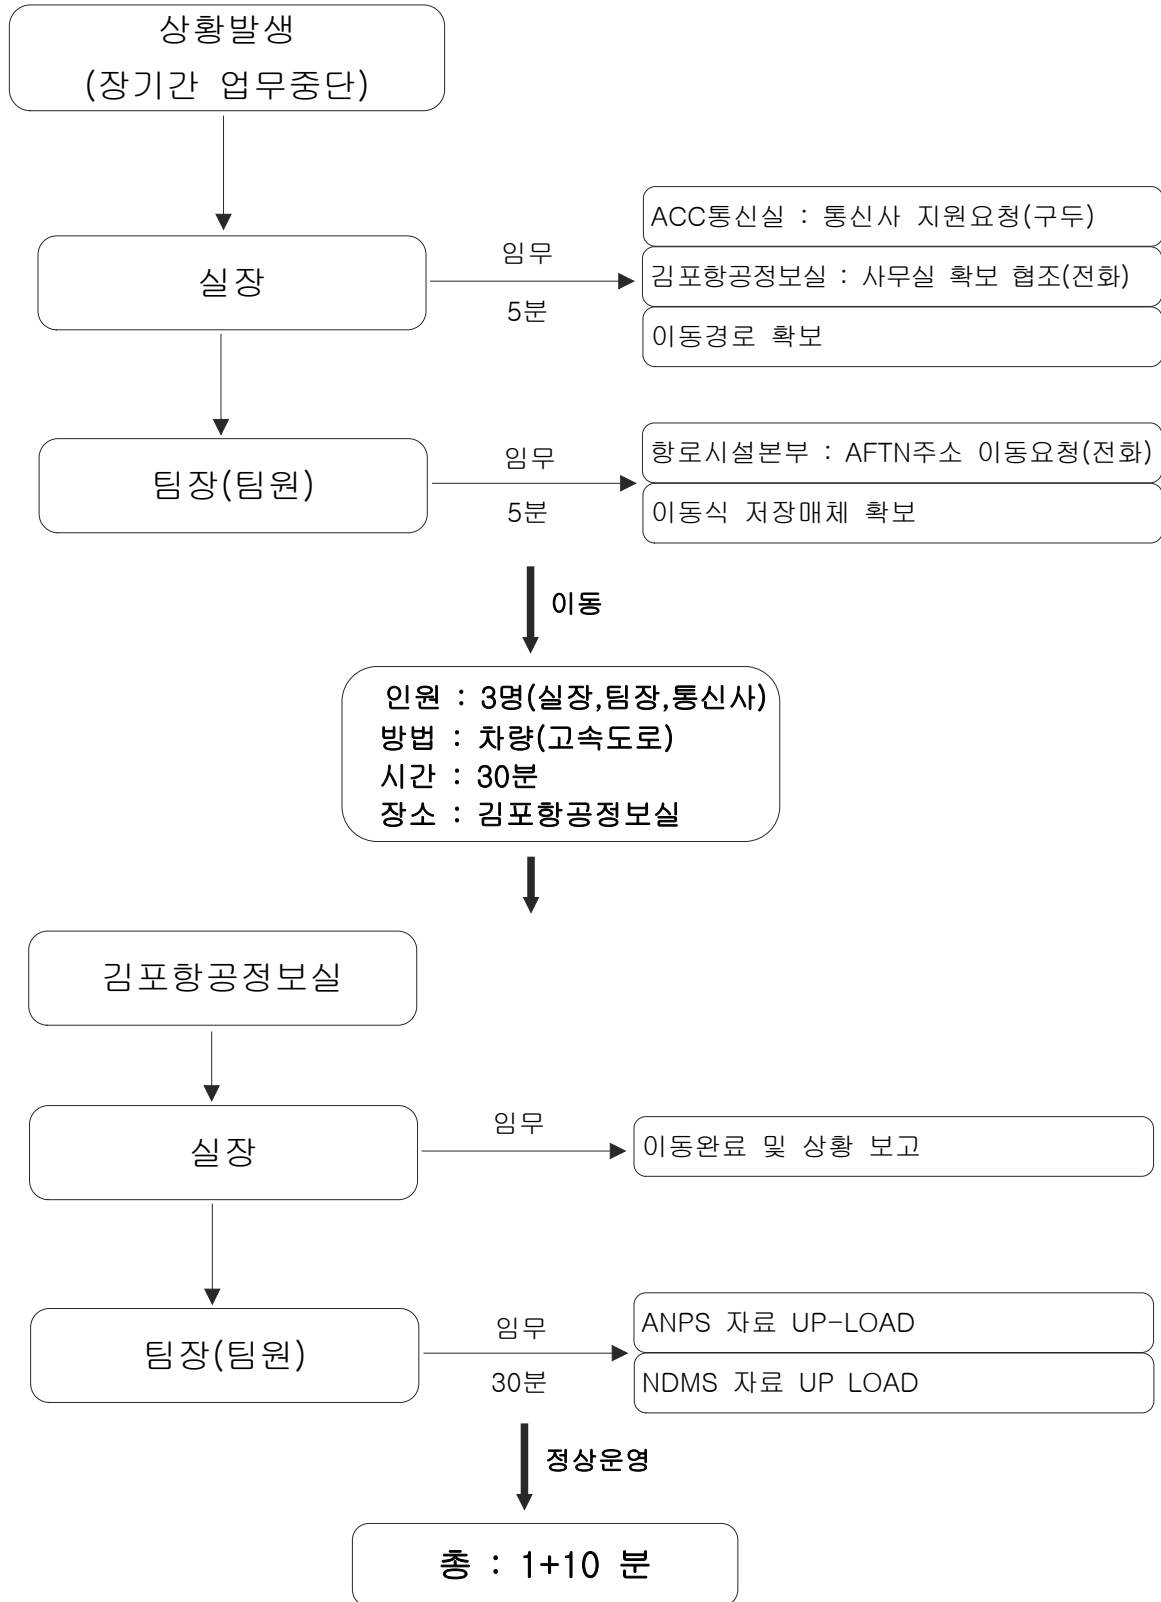 상황발생
(장기간 업무중단)
실장
임무
5분
ACC통신실 : 통신사 지원요청(구두)
김포항공정보실 : 사무실 확보 협조(전화)
이동경로 확보
팀장(팀원)
임무
5분
항로시설본부 : AFTN주소 이동요청(전화)
이동식 저장매체 확보
이동
인원 : 3명(실장,팀장,통신사)
방법 : 차량(고속도로)
시간 : 30분
장소 : 김포항공정보실
김포항공정보실
실장
임무
이동완료 및 상황 보고
팀장(팀원)
임무
30분
ANPS 자료 UP-LOAD
NDMS 자료 UP LOAD
정상운영
총 : 1+10 분